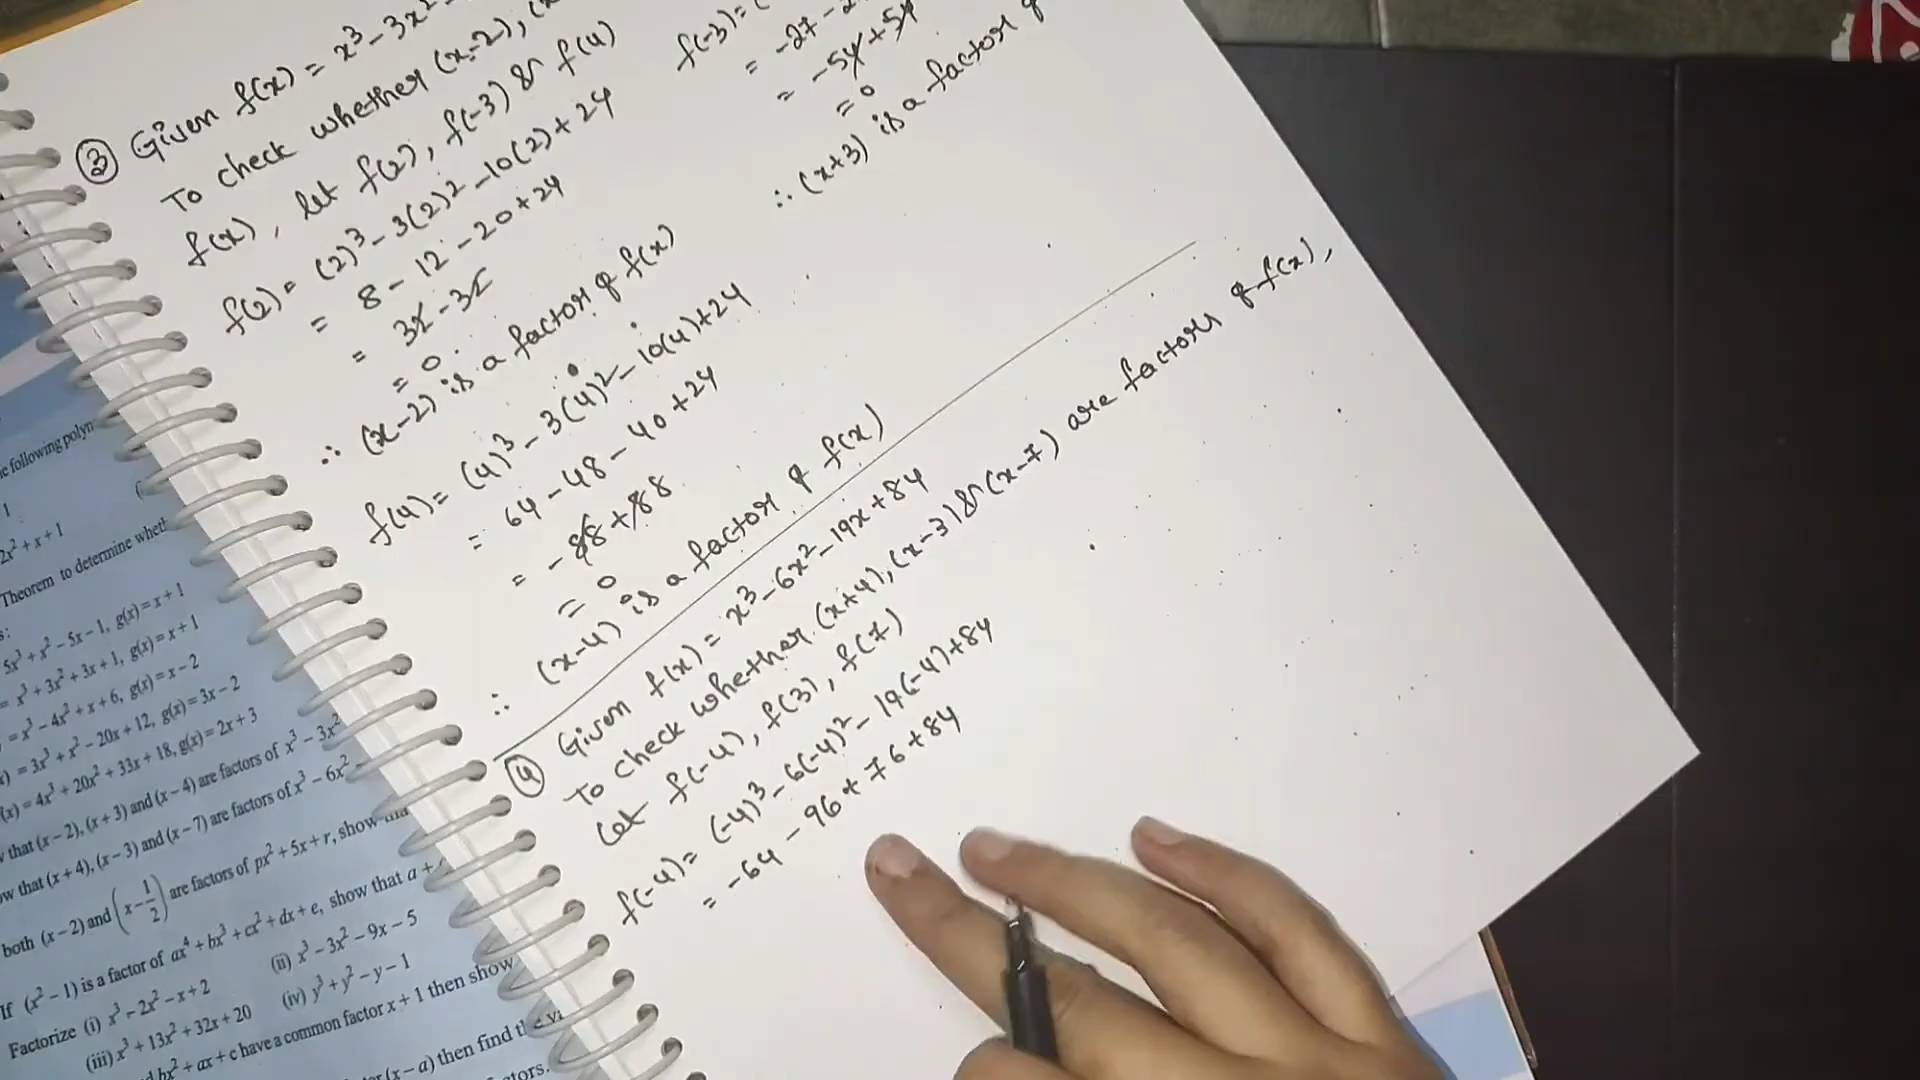 ③ Given f(x) = x³ - 3x²
To check whether (x-2),
f(x), let f(2), f(-3) & f(4)
f(2) = (2)³ - 3(2)² - 10(2) + 24
= 8 - 12 - 20 + 24
= 32 - 32
= 0
∴ (x-2) is a factor of f(x)
f(4) = (4)³ - 3(4)² - 10(4) + 24
= 64 - 48 - 40 + 24
= -88 + 88
= 0
∴ (x-4) is a factor of f(x)
f(-3) = (
= -27 - 2
= -54 + 54
= 0
∴ (x+3) is a factor of
④ Given f(x) = x³ - 6x² - 19x + 84
To check whether (x+4), (x-3) & (x-7) are factors of f(x),
Let f(-4), f(3), f(7)
f(-4) = (-4)³ - 6(-4)² - 19(-4) + 84
= -64 - 96 + 76 + 84
following polyn
1
2x² + x + 1
Theorem to determine wheth
5x³ + x² - 5x - 1, g(x) = x + 1
= x³ + 3x² + 3x + 1, g(x) = x + 1
= x³ - 4x² + x + 6, g(x) = x - 2
) = 3x³ + x² - 20x + 12, g(x) = 3x - 2
(x) = 4x³ + 20x² + 33x + 18, g(x) = 2x + 3
that (x - 2), (x + 3) and (x - 4) are factors of x³ - 3x²
ow that (x + 4), (x - 3) and (x - 7) are factors of x³ - 6x² -
both (x - 2) and (x - 1/2) are factors of px² + 5x + r, show
If (x² - 1) is a factor of ax⁴ + bx³ + cx² + dx + e, show that a +
Factorize (i) x³ - 2x² - x + 2 (ii) x³ - 3x² - 9x - 5
(iii) x³ + 13x² + 32x + 20 (iv) y³ + y² - y - 1
bx² + ax + c have a common factor x + 1 then show
(x - a) then find the
ctors.